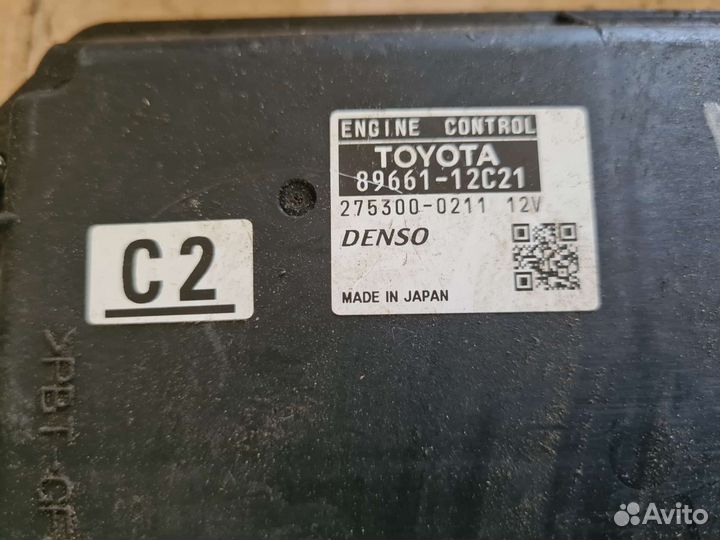 ENGINE CONTROL
TOYOTA
89661-12C21
275300-0211 12V
DENSO
MADE IN JAPAN
C2
Avito